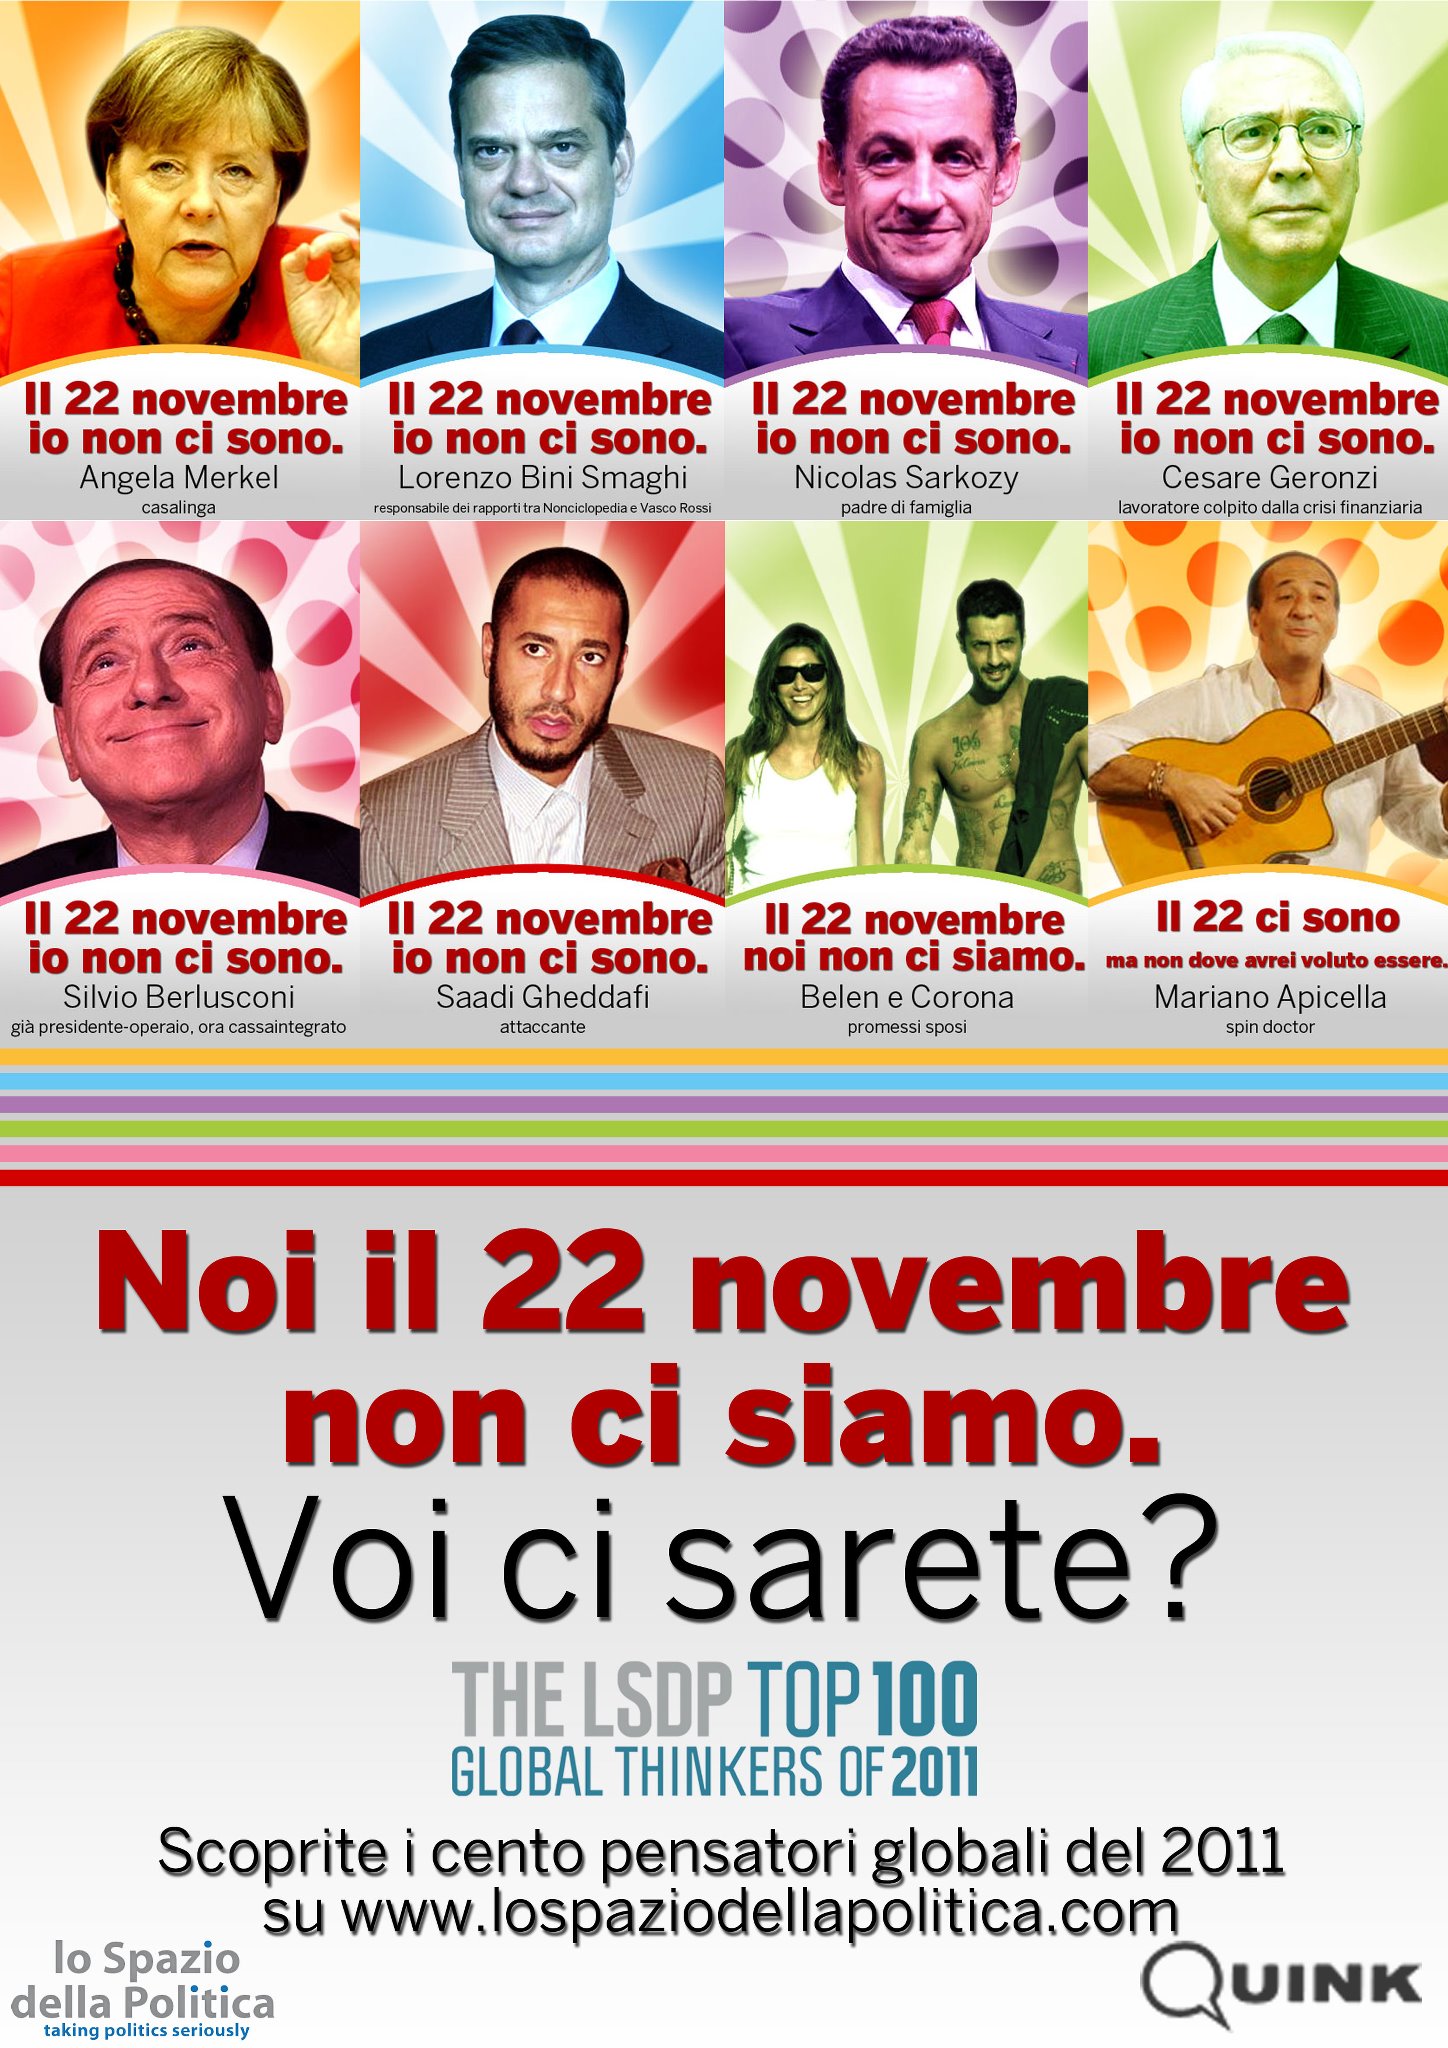 Il 22 novembre
io non ci sono.
Angela Merkel
casalinga
Il 22 novembre
io non ci sono.
Lorenzo Bini Smaghi
responsabile dei rapporti tra Nonciclopedia e Vasco Rossi
Il 22 novembre
io non ci sono.
Nicolas Sarkozy
padre di famiglia
Il 22 novembre
io non ci sono.
Cesare Geronzi
lavoratore colpito dalla crisi finanziaria
Il 22 novembre
io non ci sono.
Silvio Berlusconi
già presidente-operaio, ora cassaintegrato
Il 22 novembre
io non ci sono.
Saadi Gheddafi
attaccante
Il 22 novembre
noi non ci siamo.
Belen e Corona
promessi sposi
Il 22 ci sono
ma non dove avrei voluto essere.
Mariano Apicella
spin doctor
Noi il 22 novembre
non ci siamo.
Voi ci sarete?
THE LSDP TOP 100
GLOBAL THINKERS OF 2011
Scoprite i cento pensatori globali del 2011
su www.lospaziodellapolitica.com
lo Spazio
della Politica
taking politics seriously
QUINK